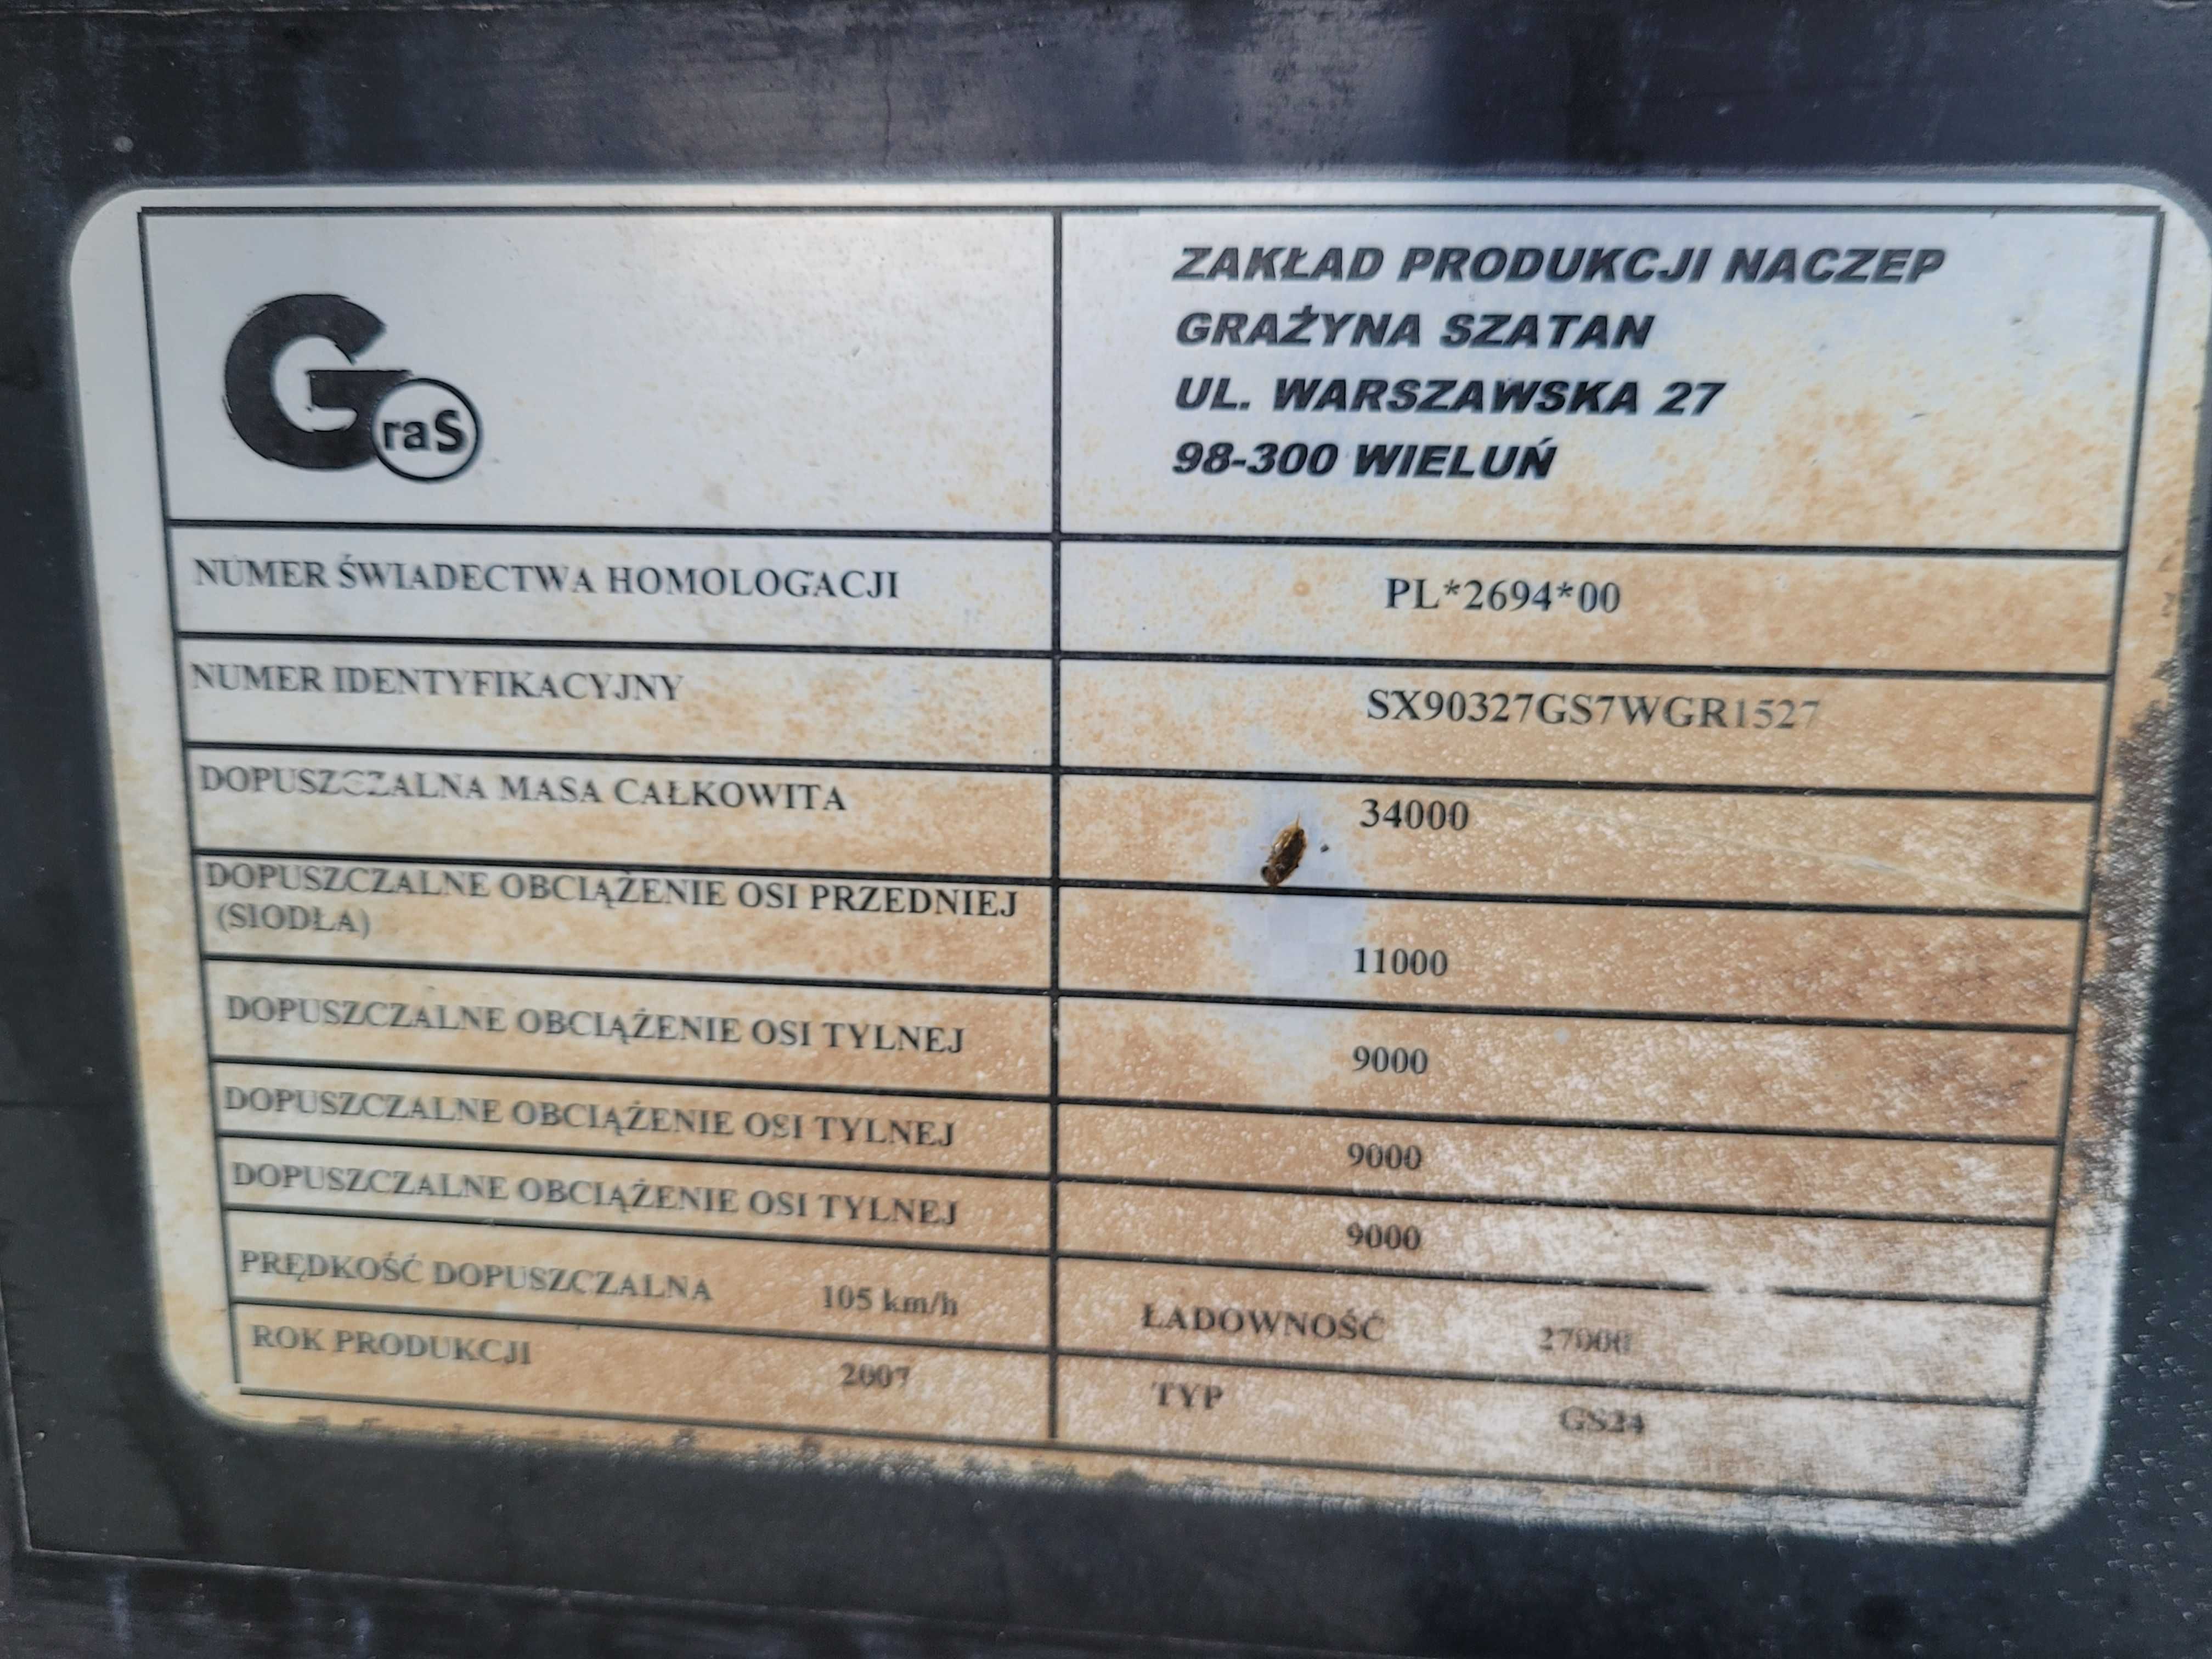 GraS
ZAKŁAD PRODUKCJI NACZEP
GRAŻYNA SZATAN
UL. WARSZAWSKA 27
98-300 WIELUŃ
NUMER ŚWIADECTWA HOMOLOGACJI PL*2694*00
NUMER IDENTYFIKACYJNY SX90327GS7WGR1527
DOPUSZCZALNA MASA CAŁKOWITA 34000
DOPUSZCZALNE OBCIĄŻENIE OSI PRZEDNIEJ
(SIODŁA) 11000
DOPUSZCZALNE OBCIĄŻENIE OSI TYLNEJ 9000
DOPUSZCZALNE OBCIĄŻENIE OSI TYLNEJ 9000
DOPUSZCZALNE OBCIĄŻENIE OSI TYLNEJ 9000
PRĘDKOŚĆ DOPUSZCZALNA 105 km/h ŁADOWNOŚĆ 27000
ROK PRODUKCJI 2007 TYP GS24